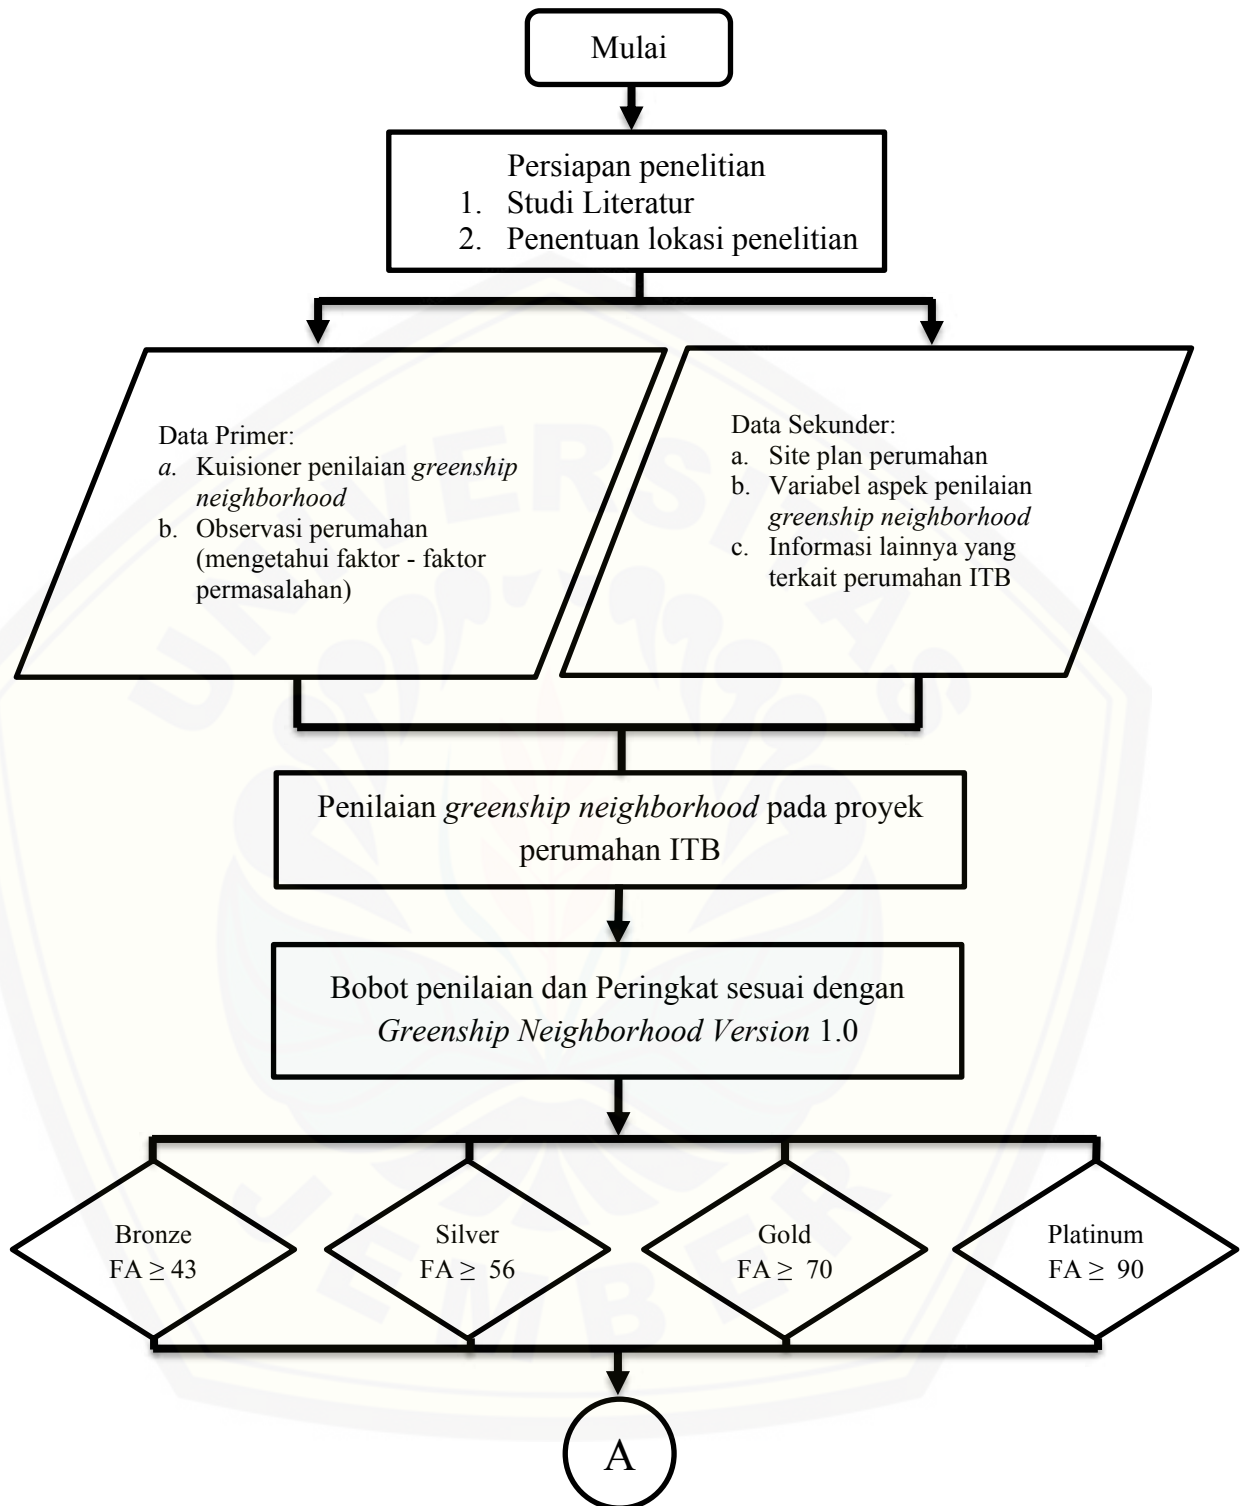 Mulai
Persiapan penelitian
1. Studi Literatur
2. Penentuan lokasi penelitian
Data Primer:
a. Kuisioner penilaian greenship
neighborhood
b. Observasi perumahan
(mengetahui faktor - faktor
permasalahan)
Data Sekunder:
a. Site plan perumahan
b. Variabel aspek penilaian
greenship neighborhood
c. Informasi lainnya yang
terkait perumahan ITB
Penilaian greenship neighborhood pada proyek
perumahan ITB
Bobot penilaian dan Peringkat sesuai dengan
Greenship Neighborhood Version 1.0
Bronze
FA ≥ 43
Silver
FA ≥ 56
Gold
FA ≥ 70
Platinum
FA ≥ 90
A
UNIVERSITAS
JEMBER